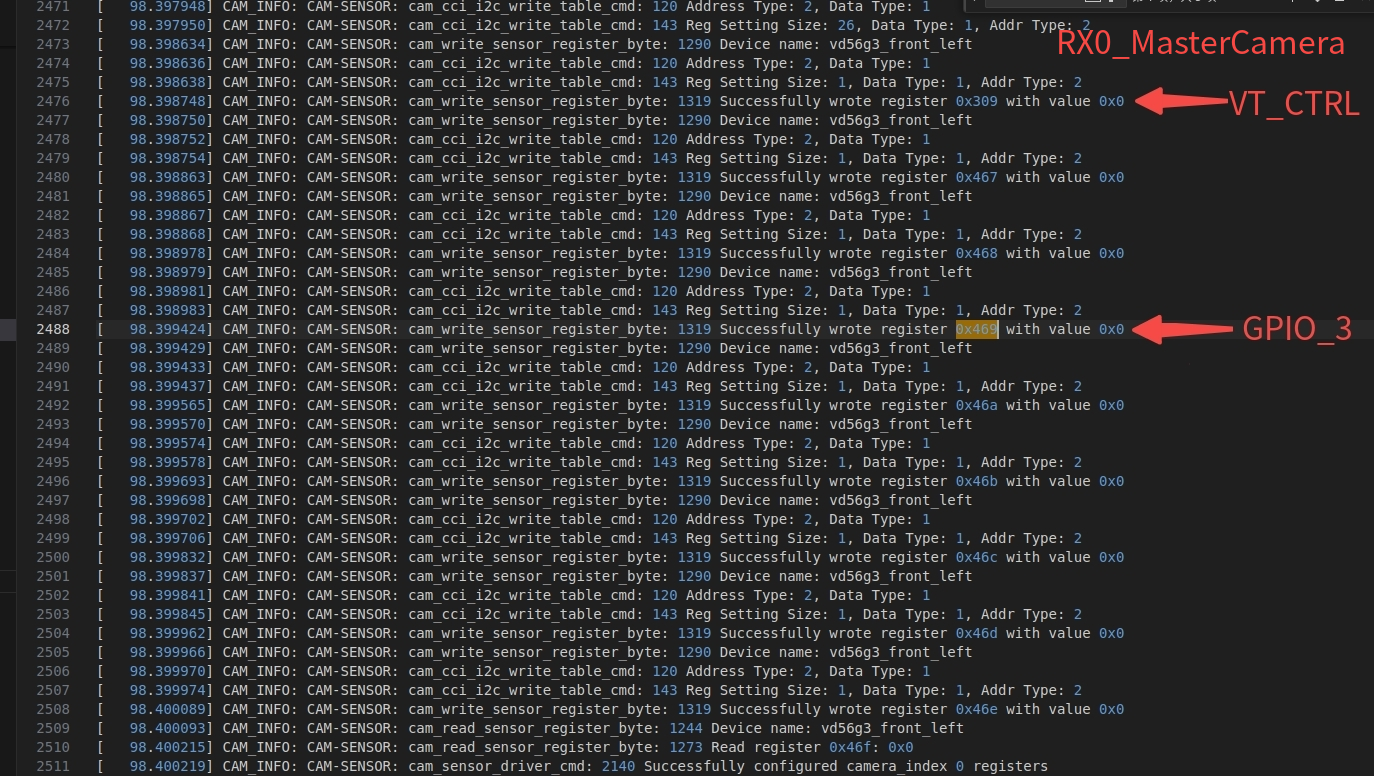 2471 [ 98.397948] CAM_INFO: CAM-SENSOR: cam_cci_i2c_write_table_cmd: 120 Address Type: 2, Data Type: 1
2472 [ 98.397950] CAM_INFO: CAM-SENSOR: cam_cci_i2c_write_table_cmd: 143 Reg Setting Size: 26, Data Type: 1, Addr Type: 2
RX0_MasterCamera
2473 [ 98.398634] CAM_INFO: CAM-SENSOR: cam_write_sensor_register_byte: 1290 Device name: vd56g3_front_left
2474 [ 98.398636] CAM_INFO: CAM-SENSOR: cam_cci_i2c_write_table_cmd: 120 Address Type: 2, Data Type: 1
2475 [ 98.398638] CAM_INFO: CAM-SENSOR: cam_cci_i2c_write_table_cmd: 143 Reg Setting Size: 1, Data Type: 1, Addr Type: 2
2476 [ 98.398748] CAM_INFO: CAM-SENSOR: cam_write_sensor_register_byte: 1319 Successfully wrote register 0x309 with value 0x0 VT_CTRL
2477 [ 98.398750] CAM_INFO: CAM-SENSOR: cam_write_sensor_register_byte: 1290 Device name: vd56g3_front_left
2478 [ 98.398752] CAM_INFO: CAM-SENSOR: cam_cci_i2c_write_table_cmd: 120 Address Type: 2, Data Type: 1
2479 [ 98.398754] CAM_INFO: CAM-SENSOR: cam_cci_i2c_write_table_cmd: 143 Reg Setting Size: 1, Data Type: 1, Addr Type: 2
2480 [ 98.398863] CAM_INFO: CAM-SENSOR: cam_write_sensor_register_byte: 1319 Successfully wrote register 0x467 with value 0x0
2481 [ 98.398865] CAM_INFO: CAM-SENSOR: cam_write_sensor_register_byte: 1290 Device name: vd56g3_front_left
2482 [ 98.398867] CAM_INFO: CAM-SENSOR: cam_cci_i2c_write_table_cmd: 120 Address Type: 2, Data Type: 1
2483 [ 98.398868] CAM_INFO: CAM-SENSOR: cam_cci_i2c_write_table_cmd: 143 Reg Setting Size: 1, Data Type: 1, Addr Type: 2
2484 [ 98.398978] CAM_INFO: CAM-SENSOR: cam_write_sensor_register_byte: 1319 Successfully wrote register 0x468 with value 0x0
2485 [ 98.398979] CAM_INFO: CAM-SENSOR: cam_write_sensor_register_byte: 1290 Device name: vd56g3_front_left
2486 [ 98.398981] CAM_INFO: CAM-SENSOR: cam_cci_i2c_write_table_cmd: 120 Address Type: 2, Data Type: 1
2487 [ 98.398983] CAM_INFO: CAM-SENSOR: cam_cci_i2c_write_table_cmd: 143 Reg Setting Size: 1, Data Type: 1, Addr Type: 2
2488 [ 98.399424] CAM_INFO: CAM-SENSOR: cam_write_sensor_register_byte: 1319 Successfully wrote register 0x469 with value 0x0 GPIO_3
2489 [ 98.399429] CAM_INFO: CAM-SENSOR: cam_write_sensor_register_byte: 1290 Device name: vd56g3_front_left
2490 [ 98.399433] CAM_INFO: CAM-SENSOR: cam_cci_i2c_write_table_cmd: 120 Address Type: 2, Data Type: 1
2491 [ 98.399437] CAM_INFO: CAM-SENSOR: cam_cci_i2c_write_table_cmd: 143 Reg Setting Size: 1, Data Type: 1, Addr Type: 2
2492 [ 98.399565] CAM_INFO: CAM-SENSOR: cam_write_sensor_register_byte: 1319 Successfully wrote register 0x46a with value 0x0
2493 [ 98.399570] CAM_INFO: CAM-SENSOR: cam_write_sensor_register_byte: 1290 Device name: vd56g3_front_left
2494 [ 98.399574] CAM_INFO: CAM-SENSOR: cam_cci_i2c_write_table_cmd: 120 Address Type: 2, Data Type: 1
2495 [ 98.399578] CAM_INFO: CAM-SENSOR: cam_cci_i2c_write_table_cmd: 143 Reg Setting Size: 1, Data Type: 1, Addr Type: 2
2496 [ 98.399693] CAM_INFO: CAM-SENSOR: cam_write_sensor_register_byte: 1319 Successfully wrote register 0x46b with value 0x0
2497 [ 98.399698] CAM_INFO: CAM-SENSOR: cam_write_sensor_register_byte: 1290 Device name: vd56g3_front_left
2498 [ 98.399702] CAM_INFO: CAM-SENSOR: cam_cci_i2c_write_table_cmd: 120 Address Type: 2, Data Type: 1
2499 [ 98.399706] CAM_INFO: CAM-SENSOR: cam_cci_i2c_write_table_cmd: 143 Reg Setting Size: 1, Data Type: 1, Addr Type: 2
2500 [ 98.399832] CAM_INFO: CAM-SENSOR: cam_write_sensor_register_byte: 1319 Successfully wrote register 0x46c with value 0x0
2501 [ 98.399837] CAM_INFO: CAM-SENSOR: cam_write_sensor_register_byte: 1290 Device name: vd56g3_front_left
2502 [ 98.399841] CAM_INFO: CAM-SENSOR: cam_cci_i2c_write_table_cmd: 120 Address Type: 2, Data Type: 1
2503 [ 98.399845] CAM_INFO: CAM-SENSOR: cam_cci_i2c_write_table_cmd: 143 Reg Setting Size: 1, Data Type: 1, Addr Type: 2
2504 [ 98.399962] CAM_INFO: CAM-SENSOR: cam_write_sensor_register_byte: 1319 Successfully wrote register 0x46d with value 0x0
2505 [ 98.399966] CAM_INFO: CAM-SENSOR: cam_write_sensor_register_byte: 1290 Device name: vd56g3_front_left
2506 [ 98.399970] CAM_INFO: CAM-SENSOR: cam_cci_i2c_write_table_cmd: 120 Address Type: 2, Data Type: 1
2507 [ 98.399974] CAM_INFO: CAM-SENSOR: cam_cci_i2c_write_table_cmd: 143 Reg Setting Size: 1, Data Type: 1, Addr Type: 2
2508 [ 98.400089] CAM_INFO: CAM-SENSOR: cam_write_sensor_register_byte: 1319 Successfully wrote register 0x46e with value 0x0
2509 [ 98.400093] CAM_INFO: CAM-SENSOR: cam_read_sensor_register_byte: 1244 Device name: vd56g3_front_left
2510 [ 98.400215] CAM_INFO: CAM-SENSOR: cam_read_sensor_register_byte: 1273 Read register 0x46f: 0x0
2511 [ 98.400219] CAM_INFO: CAM-SENSOR: cam_sensor_driver_cmd: 2140 Successfully configured camera_index 0 registers